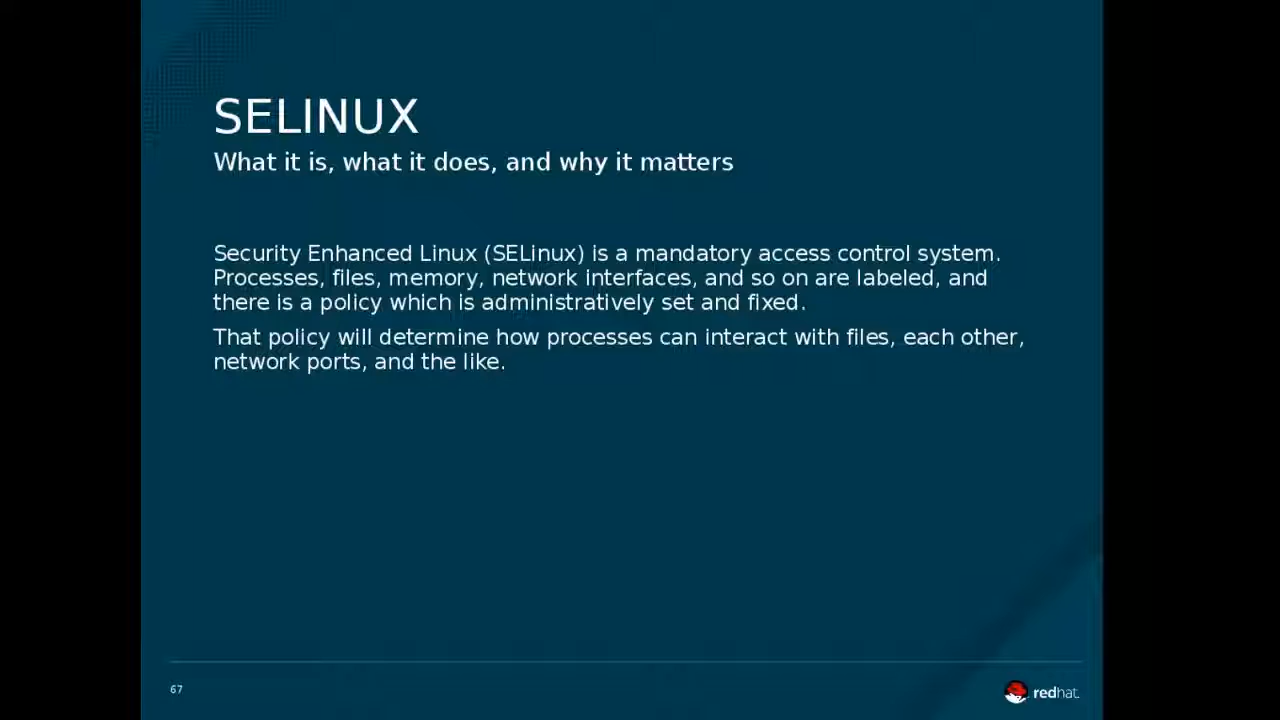 SELINUX
What it is, what it does, and why it matters
Security Enhanced Linux (SELinux) is a mandatory access control system.
Processes, files, memory, network interfaces, and so on are labeled, and
there is a policy which is administratively set and fixed.
That policy will determine how processes can interact with files, each other,
network ports, and the like.
67
redhat.